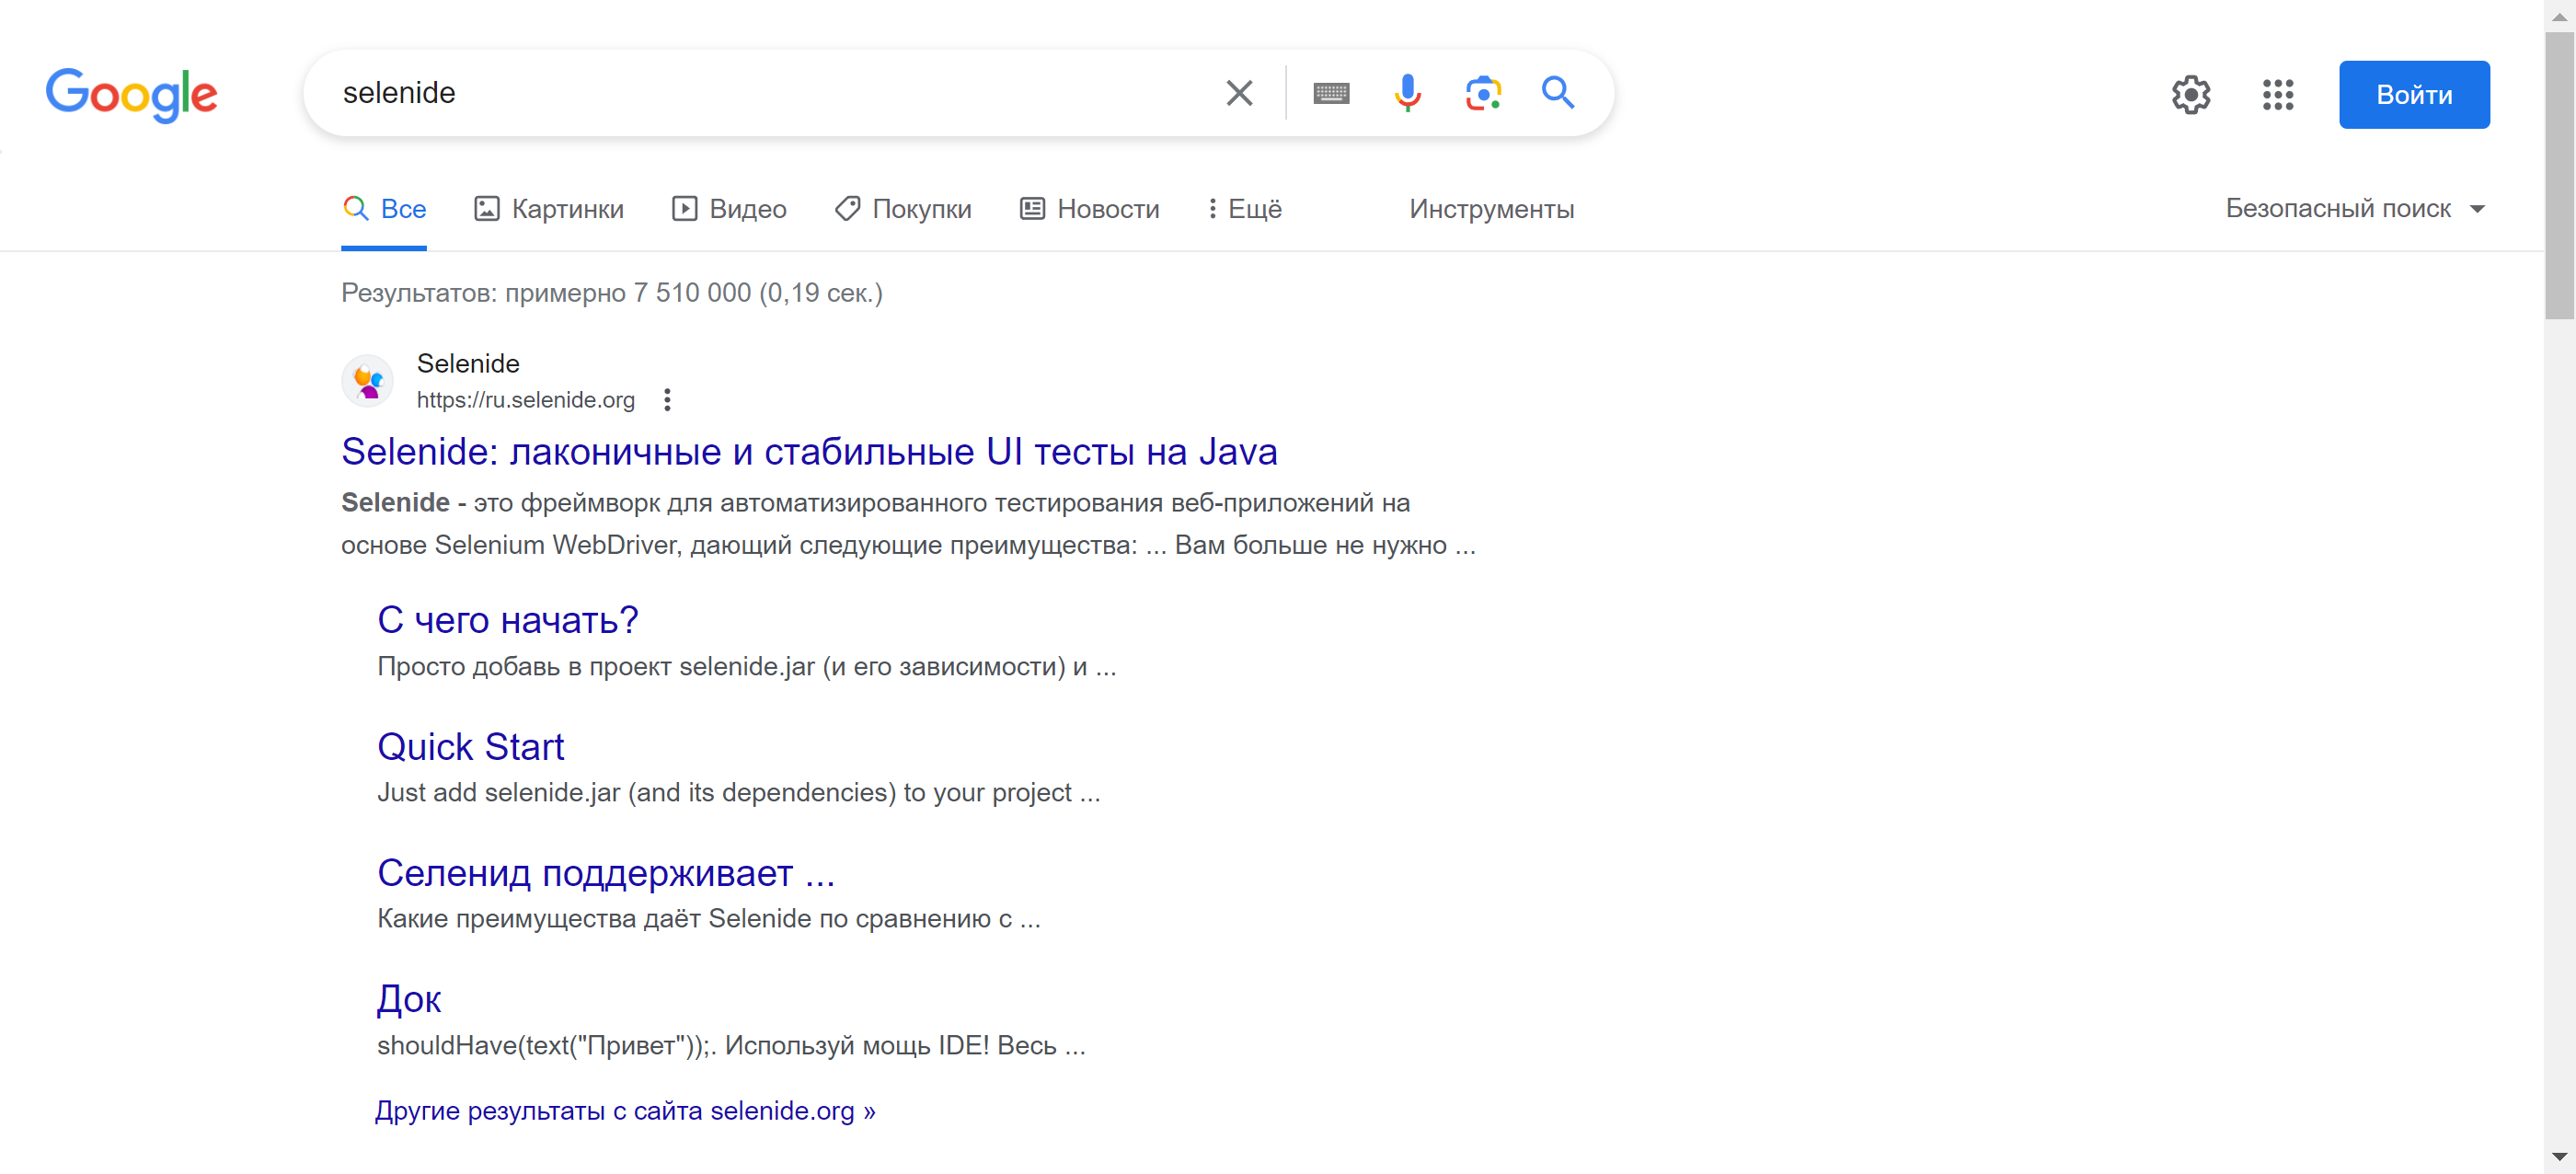 Google
selenide
Войти
Все Картинки Видео Покупки Новости Ещё Инструменты Безопасный поиск
Результатов: примерно 7 510 000 (0,19 сек.)
Selenide
https://ru.selenide.org
Selenide: лаконичные и стабильные UI тесты на Java
Selenide - это фреймворк для автоматизированного тестирования веб-приложений на
основе Selenium WebDriver, дающий следующие преимущества: ... Вам больше не нужно ...
С чего начать?
Просто добавь в проект selenide.jar (и его зависимости) и ...
Quick Start
Just add selenide.jar (and its dependencies) to your project ...
Селенид поддерживает ...
Какие преимущества даёт Selenide по сравнению с ...
Док
shouldHave(text("Привет"));. Используй мощь IDE! Весь ...
Другие результаты с сайта selenide.org »